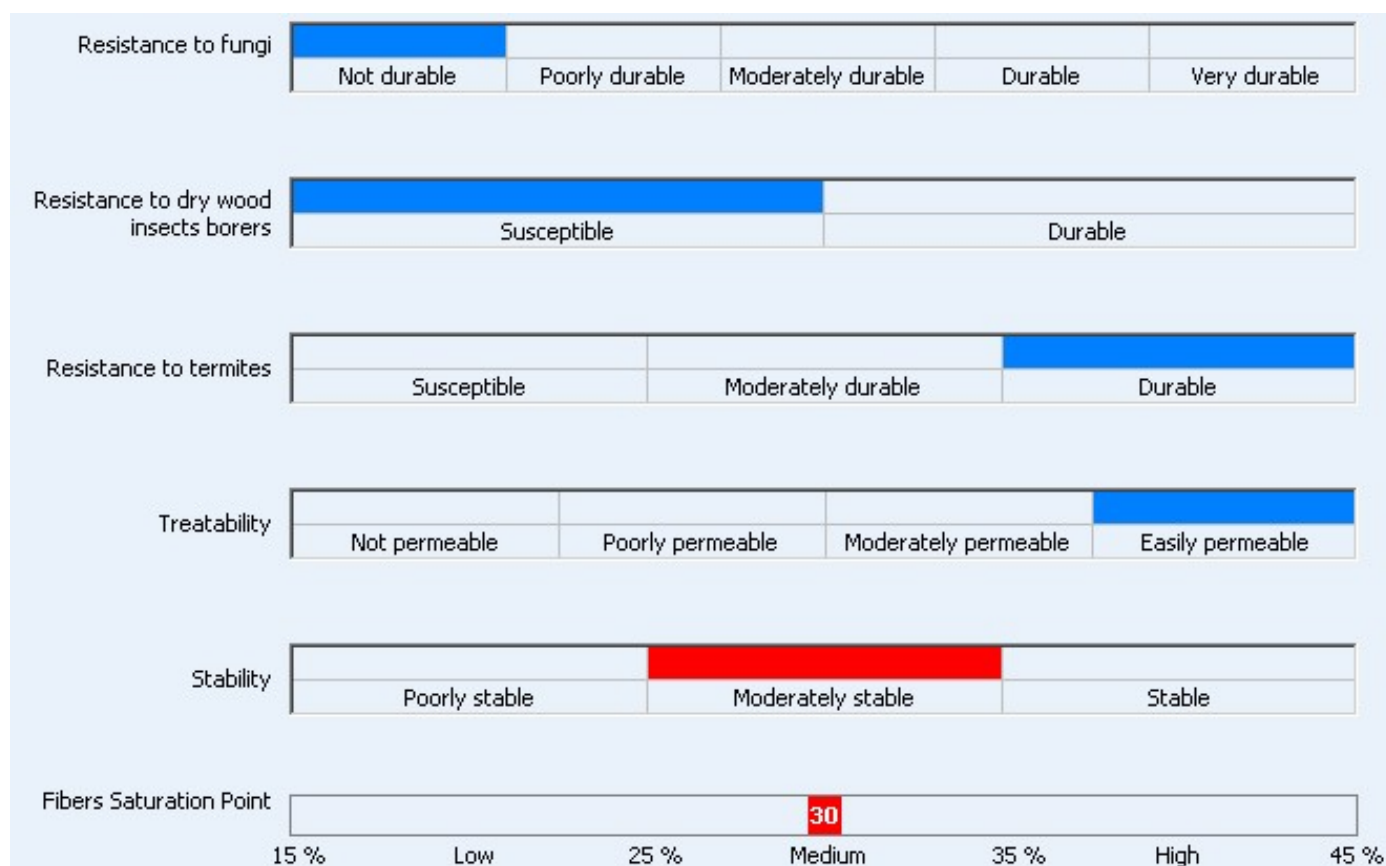 Resistance to fungi
Not durable Poorly durable Moderately durable Durable Very durable
Resistance to dry wood
insects borers
Susceptible Durable
Resistance to termites
Susceptible Moderately durable Durable
Treatability
Not permeable Poorly permeable Moderately permeable Easily permeable
Stability
Poorly stable Moderately stable Stable
Fibers Saturation Point
30
15 % Low 25 % Medium 35 % High 45 %